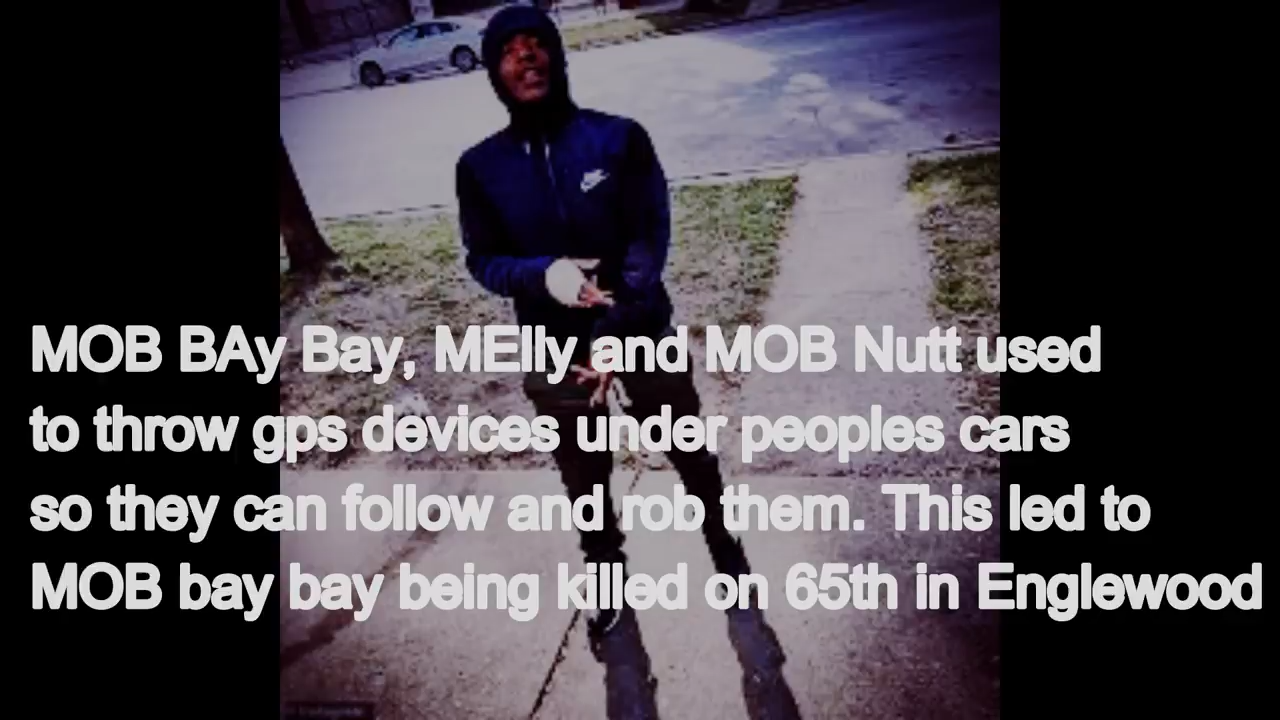 MOB BAy Bay, MElly and MOB Nutt used
to throw gps devices under peoples cars
so they can follow and rob them. This led to
MOB bay bay being killed on 65th in Englewood